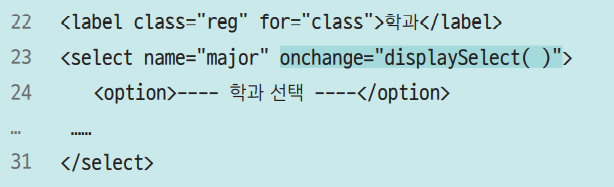 22 <label class="reg" for="class">학과</label>
23 <select name="major" onchange="displaySelect( )">
24 <option>---- 학과 선택 ----</option>
… ……
31 </select>